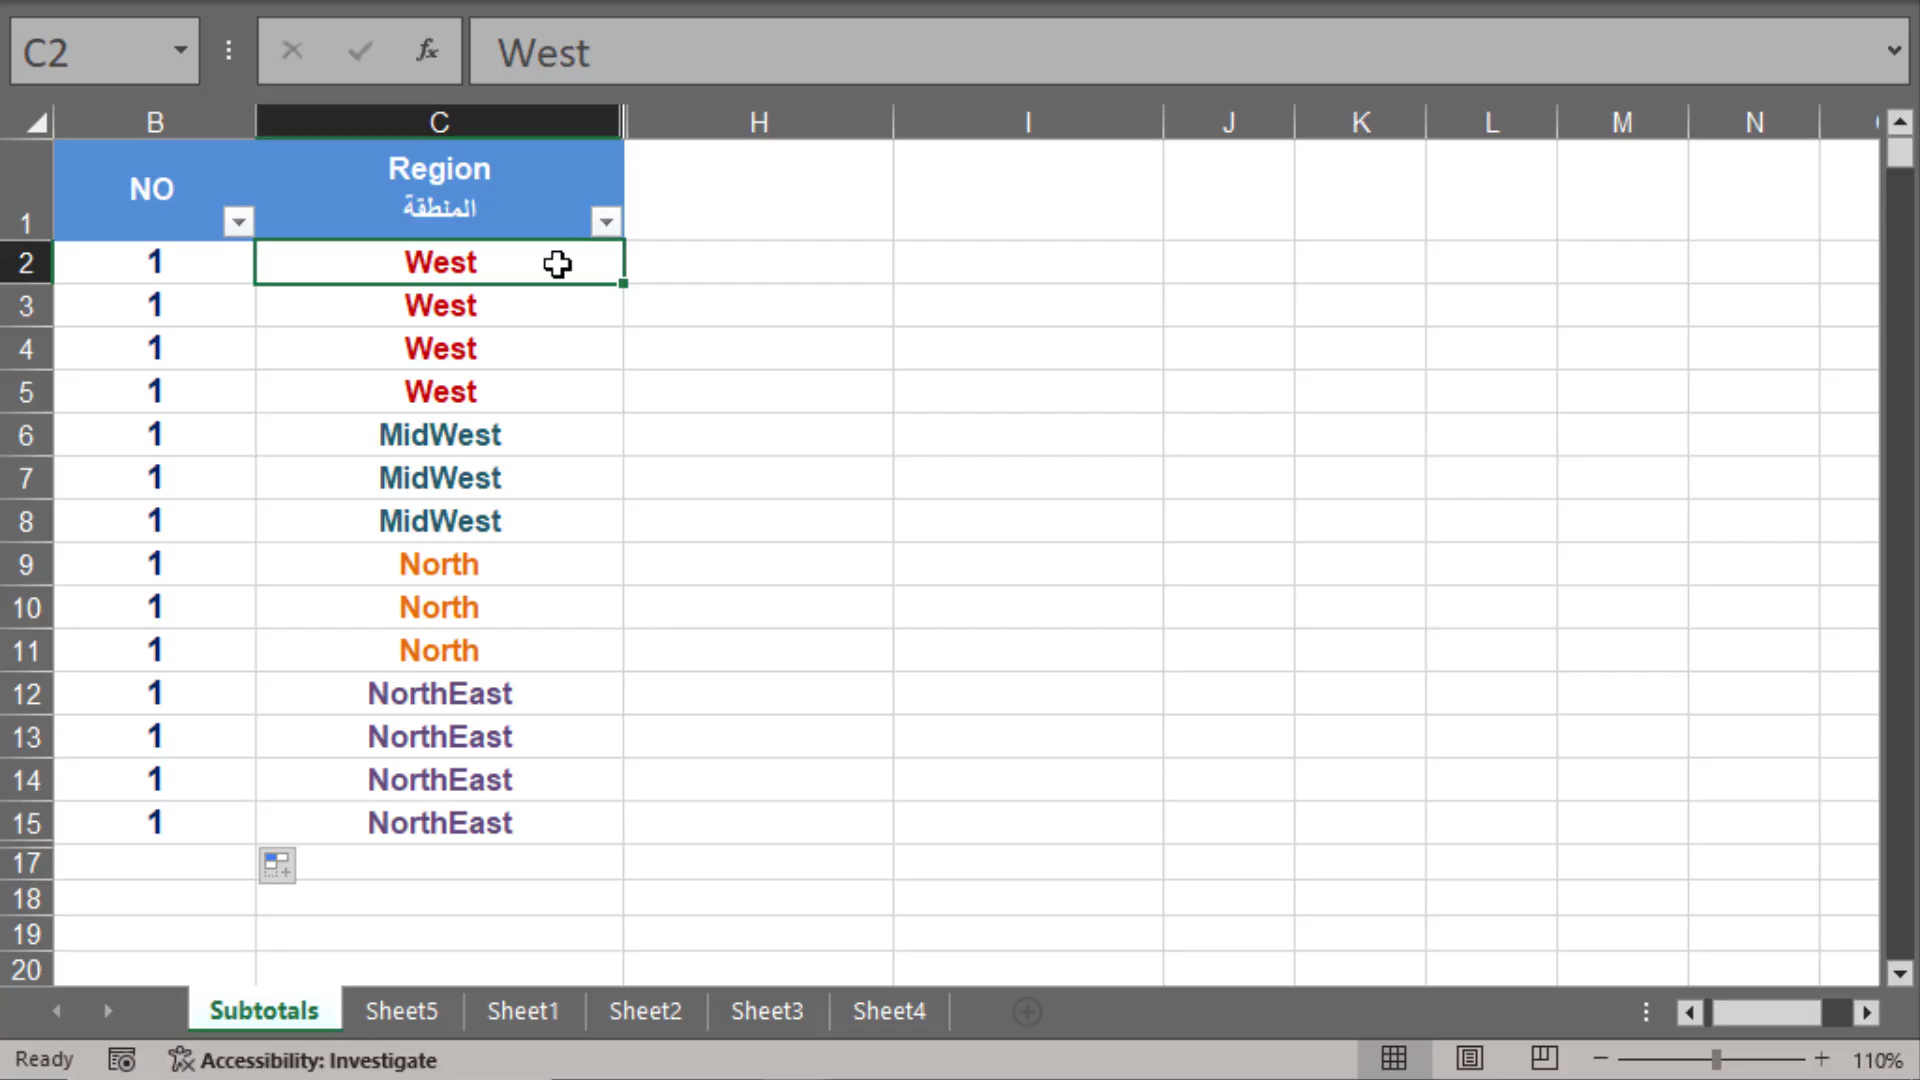 C2
fx
West
B C H I J K L M N
NO
Region
المنطقة
1
2 1 West
3 1 West
4 1 West
5 1 West
6 1 MidWest
7 1 MidWest
8 1 MidWest
9 1 North
10 1 North
11 1 North
12 1 NorthEast
13 1 NorthEast
14 1 NorthEast
15 1 NorthEast
17
18
19
20
Subtotals Sheet5 Sheet1 Sheet2 Sheet3 Sheet4
Ready Accessibility: Investigate 110%